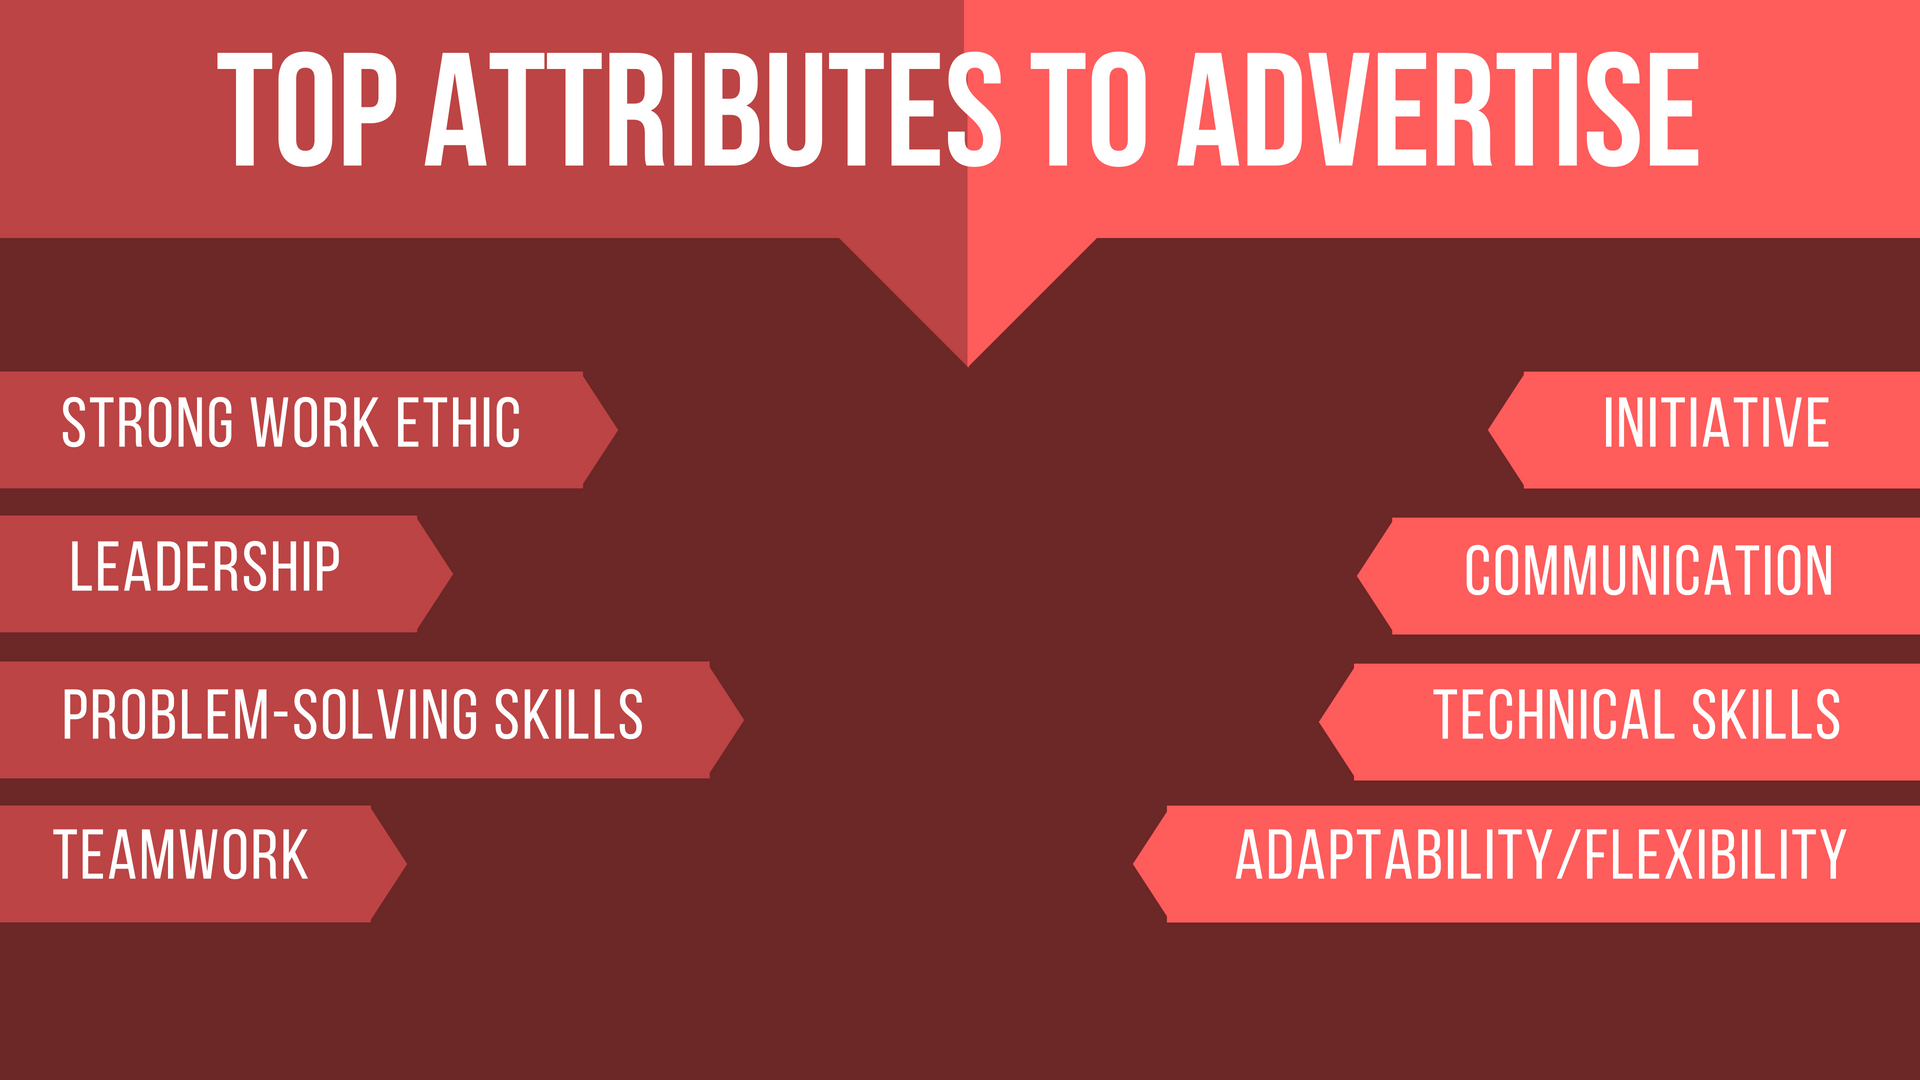 TOP ATTRIBUTES TO ADVERTISE
STRONG WORK ETHIC
LEADERSHIP
PROBLEM-SOLVING SKILLS
TEAMWORK
INITIATIVE
COMMUNICATION
TECHNICAL SKILLS
ADAPTABILITY/FLEXIBILITY